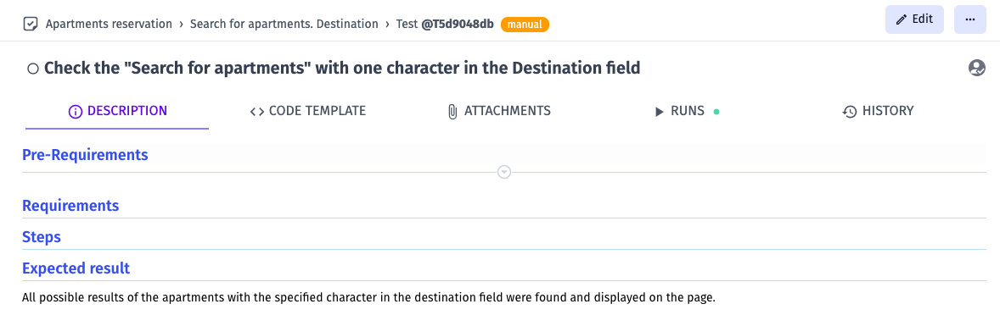 Apartments reservation › Search for apartments. Destination › Test @T5d9048db manual
Edit ...
Check the "Search for apartments" with one character in the Destination field
DESCRIPTION CODE TEMPLATE ATTACHMENTS RUNS HISTORY
Pre-Requirements
Requirements
Steps
Expected result
All possible results of the apartments with the specified character in the destination field were found and displayed on the page.